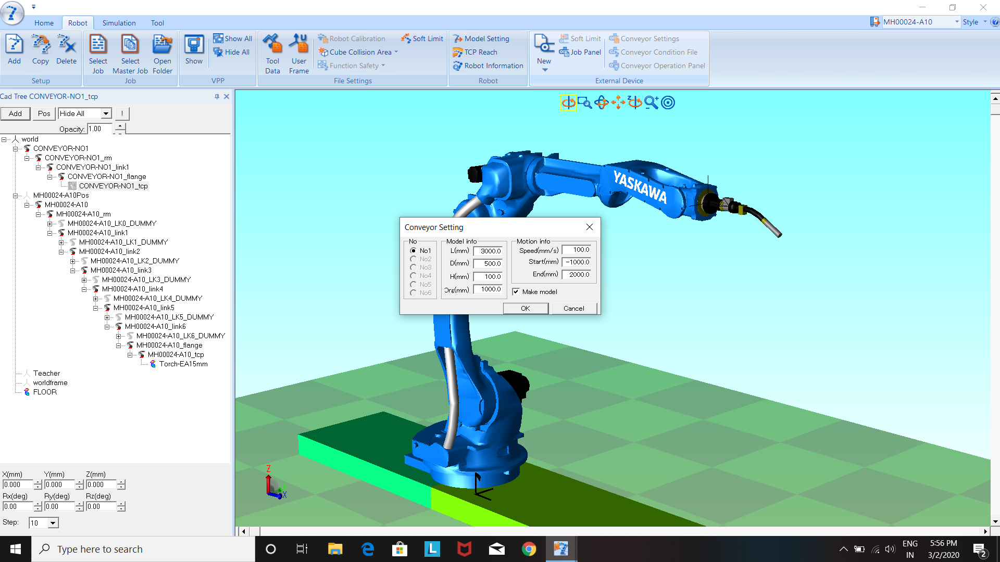 Home Robot Simulation Tool
MH00024-A10 Style
Add
Copy
Delete
Setup
Select Job
Select Master Job
Open Folder
Job
Show
Show All
Hide All
VPP
Tool Data
User Frame
Robot Calibration
Cube Collision Area
Function Safety
Soft Limit
File Settings
Model Setting
TCP Reach
Robot Information
Robot
New
Soft Limit
Job Panel
Conveyor Settings
Conveyor Condition File
Conveyor Operation Panel
External Device
Cad Tree CONVEYOR-NO1_tcp
Add Pos Hide All !
Opacity: 1.00
world
CONVEYOR-NO1
CONVEYOR-NO1_rm
CONVEYOR-NO1_link1
CONVEYOR-NO1_flange
CONVEYOR-NO1_tcp
MH00024-A10Pos
MH00024-A10
MH00024-A10_rm
MH00024-A10_LK0_DUMMY
MH00024-A10_link1
MH00024-A10_LK1_DUMMY
MH00024-A10_link2
MH00024-A10_LK2_DUMMY
MH00024-A10_link3
MH00024-A10_LK3_DUMMY
MH00024-A10_link4
MH00024-A10_LK4_DUMMY
MH00024-A10_link5
MH00024-A10_LK5_DUMMY
MH00024-A10_link6
MH00024-A10_LK6_DUMMY
MH00024-A10_flange
MH00024-A10_tcp
Torch-EA15mm
Teacher
worldframe
FLOOR
X(mm) Y(mm) Z(mm)
0.000 0.000 0.000
Rx(deg) Ry(deg) Rz(deg)
0.00 0.00 0.00
Step: 10
YASKAWA
Conveyor Setting
No
No1
No2
No3
No4
No5
No6
Model info
L(mm) 3000.0
D(mm) 500.0
H(mm) 100.0
Org(mm) 1000.0
Motion info
Speed(mm/s) 100.0
Start(mm) -1000.0
End(mm) 2000.0
Make model
OK Cancel
Z
Y
X
Type here to search
ENG
IN
5:56 PM
3/2/2020
2